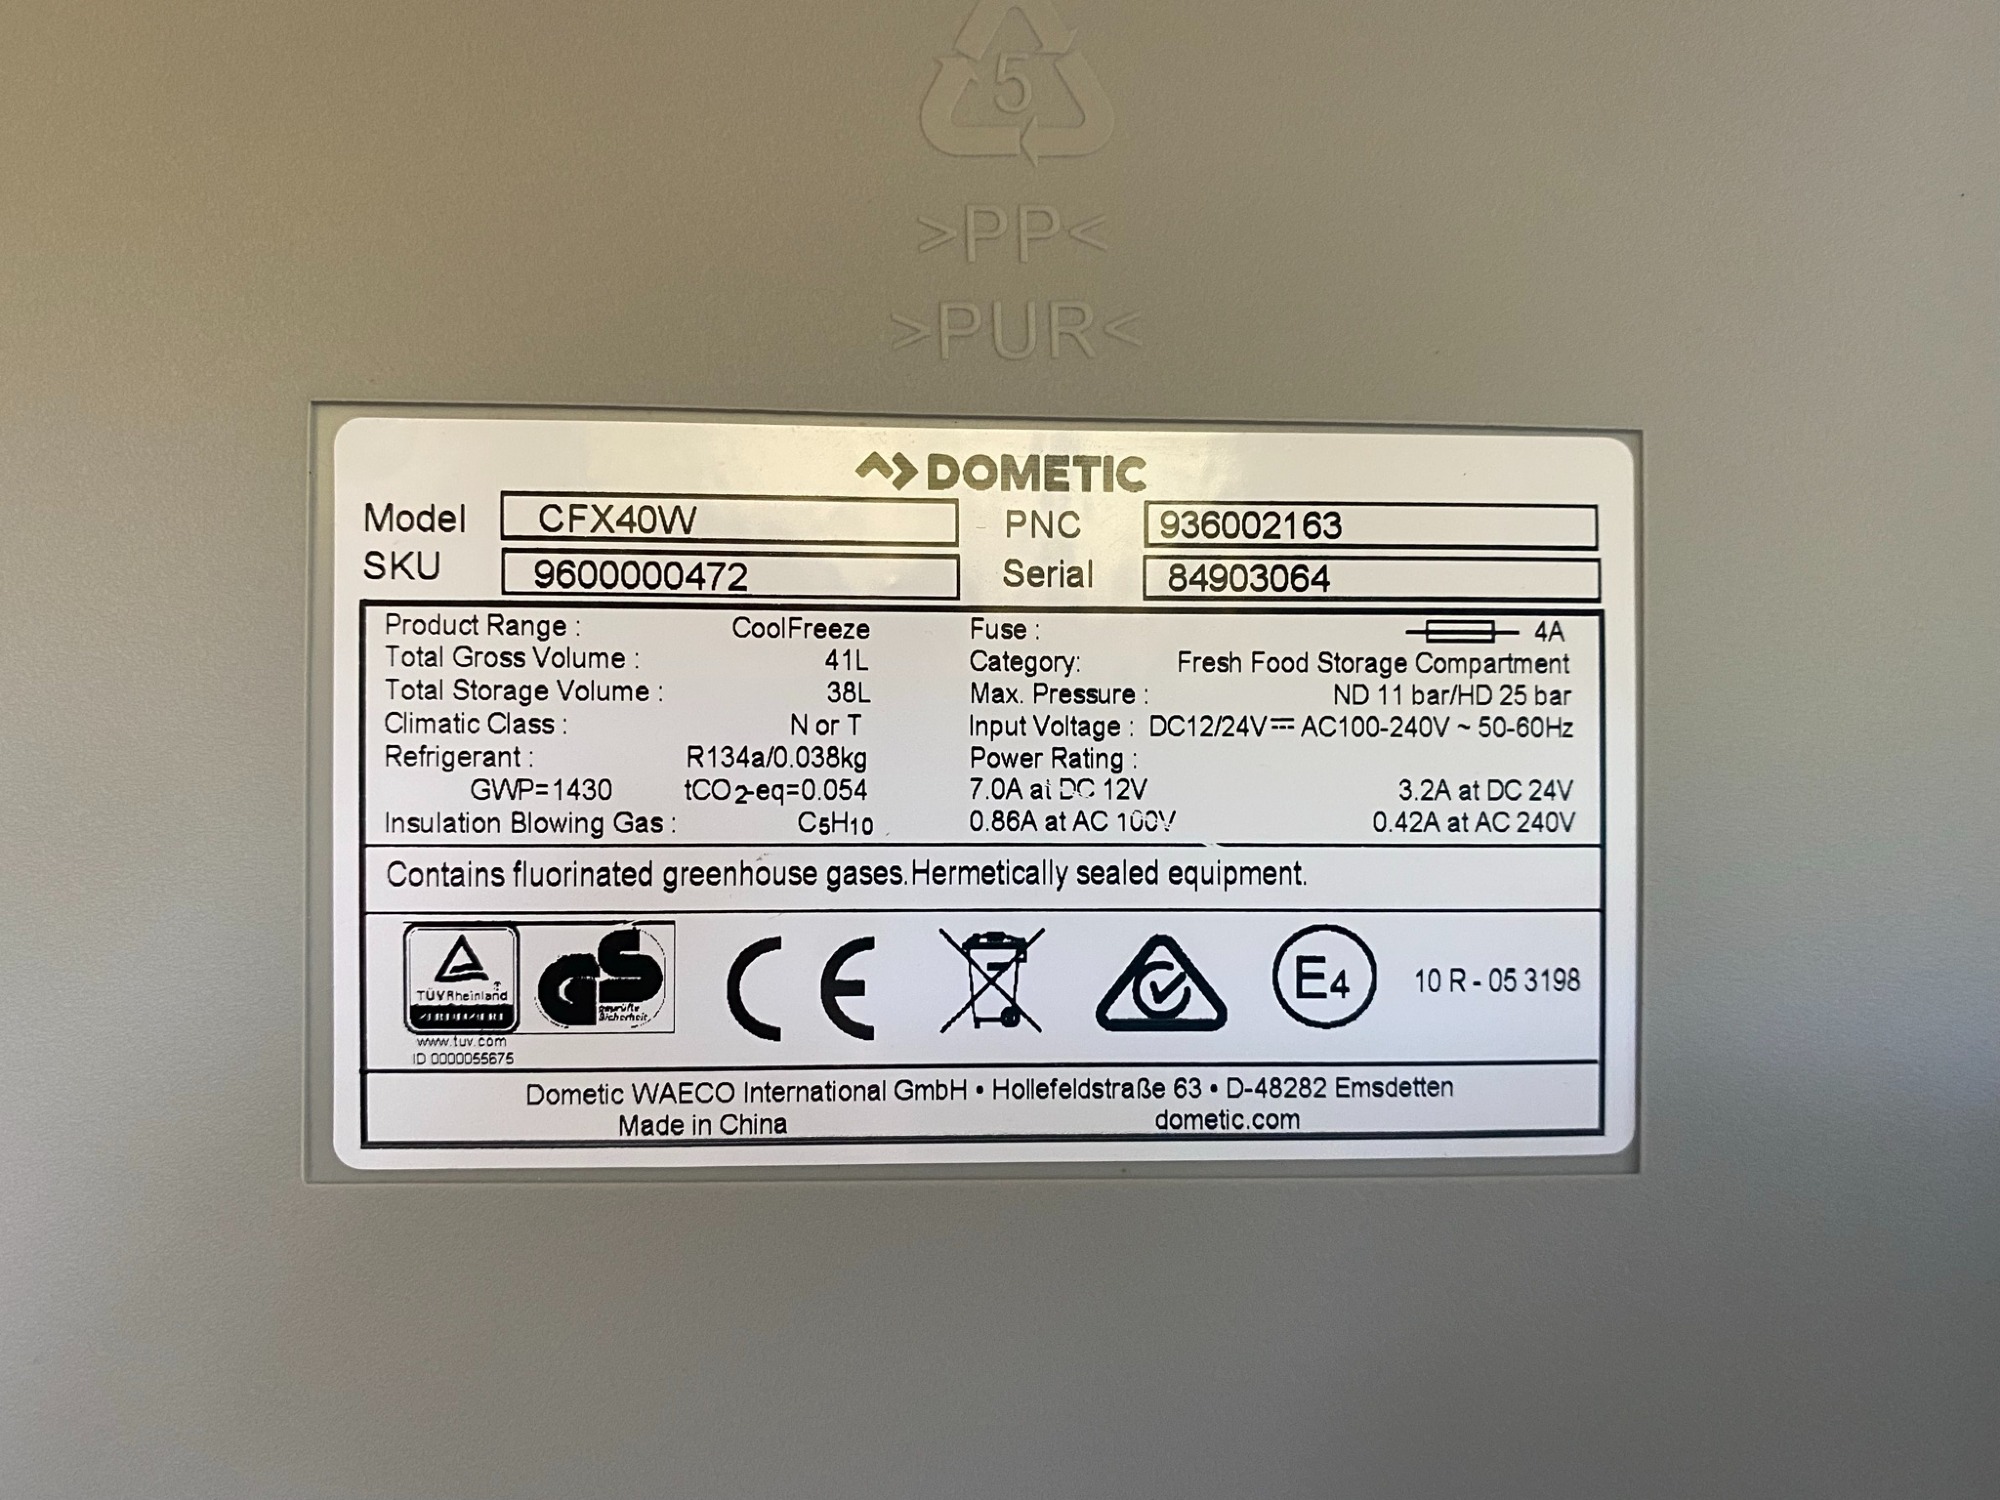 5
>PP<
>PUR<
DOMETIC
Model CFX40W PNC 936002163
SKU 9600000472 Serial 84903064
Product Range : CoolFreeze Fuse : 4A
Total Gross Volume : 41L Category: Fresh Food Storage Compartment
Total Storage Volume : 38L Max. Pressure : ND 11 bar/HD 25 bar
Climatic Class : N or T Input Voltage : DC12/24V⎓ AC100-240V ~ 50-60Hz
Refrigerant : R134a/0.038kg Power Rating :
GWP=1430 tCO2-eq=0.054 7.0A at DC 12V 3.2A at DC 24V
Insulation Blowing Gas : C5H10 0.86A at AC 100V 0.42A at AC 240V
Contains fluorinated greenhouse gases.Hermetically sealed equipment.
TÜVRheinland
geprüfte
Sicherheit
CE
E4 10 R - 05 3198
www.tuv.com
ID 0000055675
Dometic WAECO International GmbH • Hollefeldstraße 63 • D-48282 Emsdetten
Made in China dometic.com